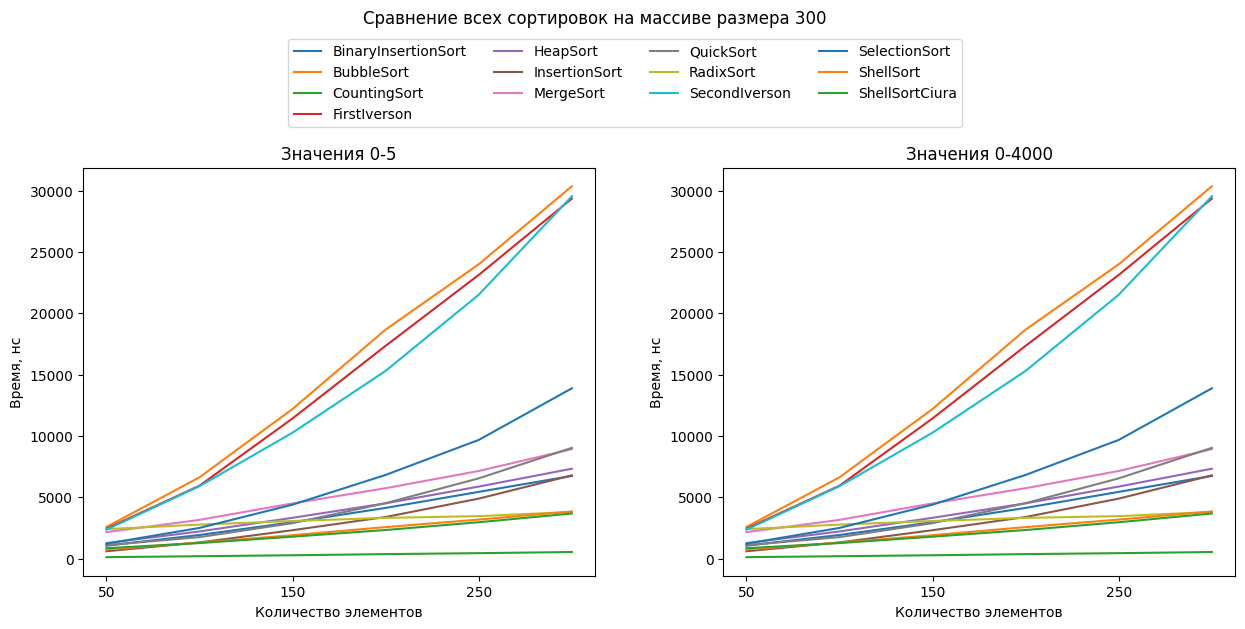 Сравнение всех сортировок на массиве размера 300
BinaryInsertionSort
BubbleSort
CountingSort
FirstIverson
HeapSort
InsertionSort
MergeSort
QuickSort
RadixSort
SecondIverson
SelectionSort
ShellSort
ShellSortCiura
Значения 0-5
30000
25000
20000
15000
10000
5000
0
Время, нс
50
150
250
Количество элементов
Значения 0-4000
30000
25000
20000
15000
10000
5000
0
Время, нс
50
150
250
Количество элементов